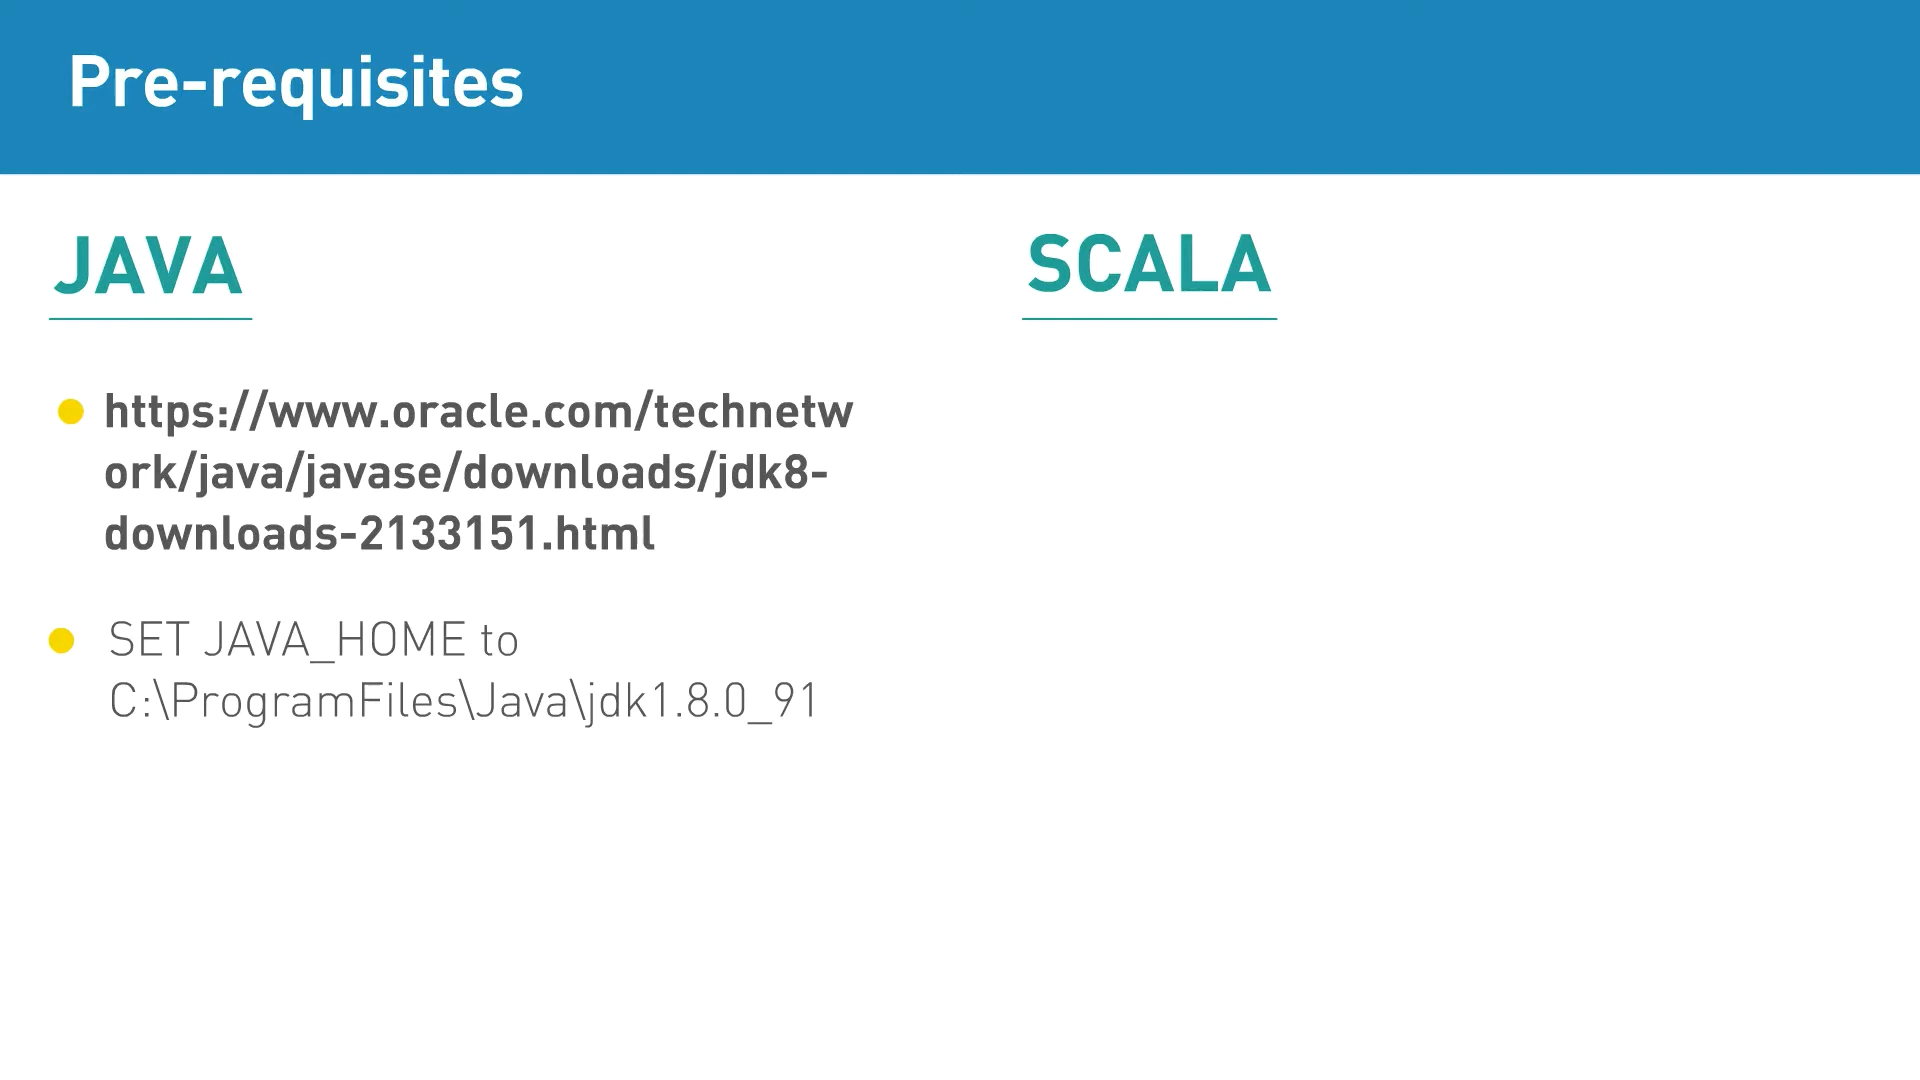 Pre-requisites
JAVA
https://www.oracle.com/technetw
ork/java/javase/downloads/jdk8-
downloads-2133151.html
SET JAVA_HOME to
C:\ProgramFiles\Java\jdk1.8.0_91
SCALA